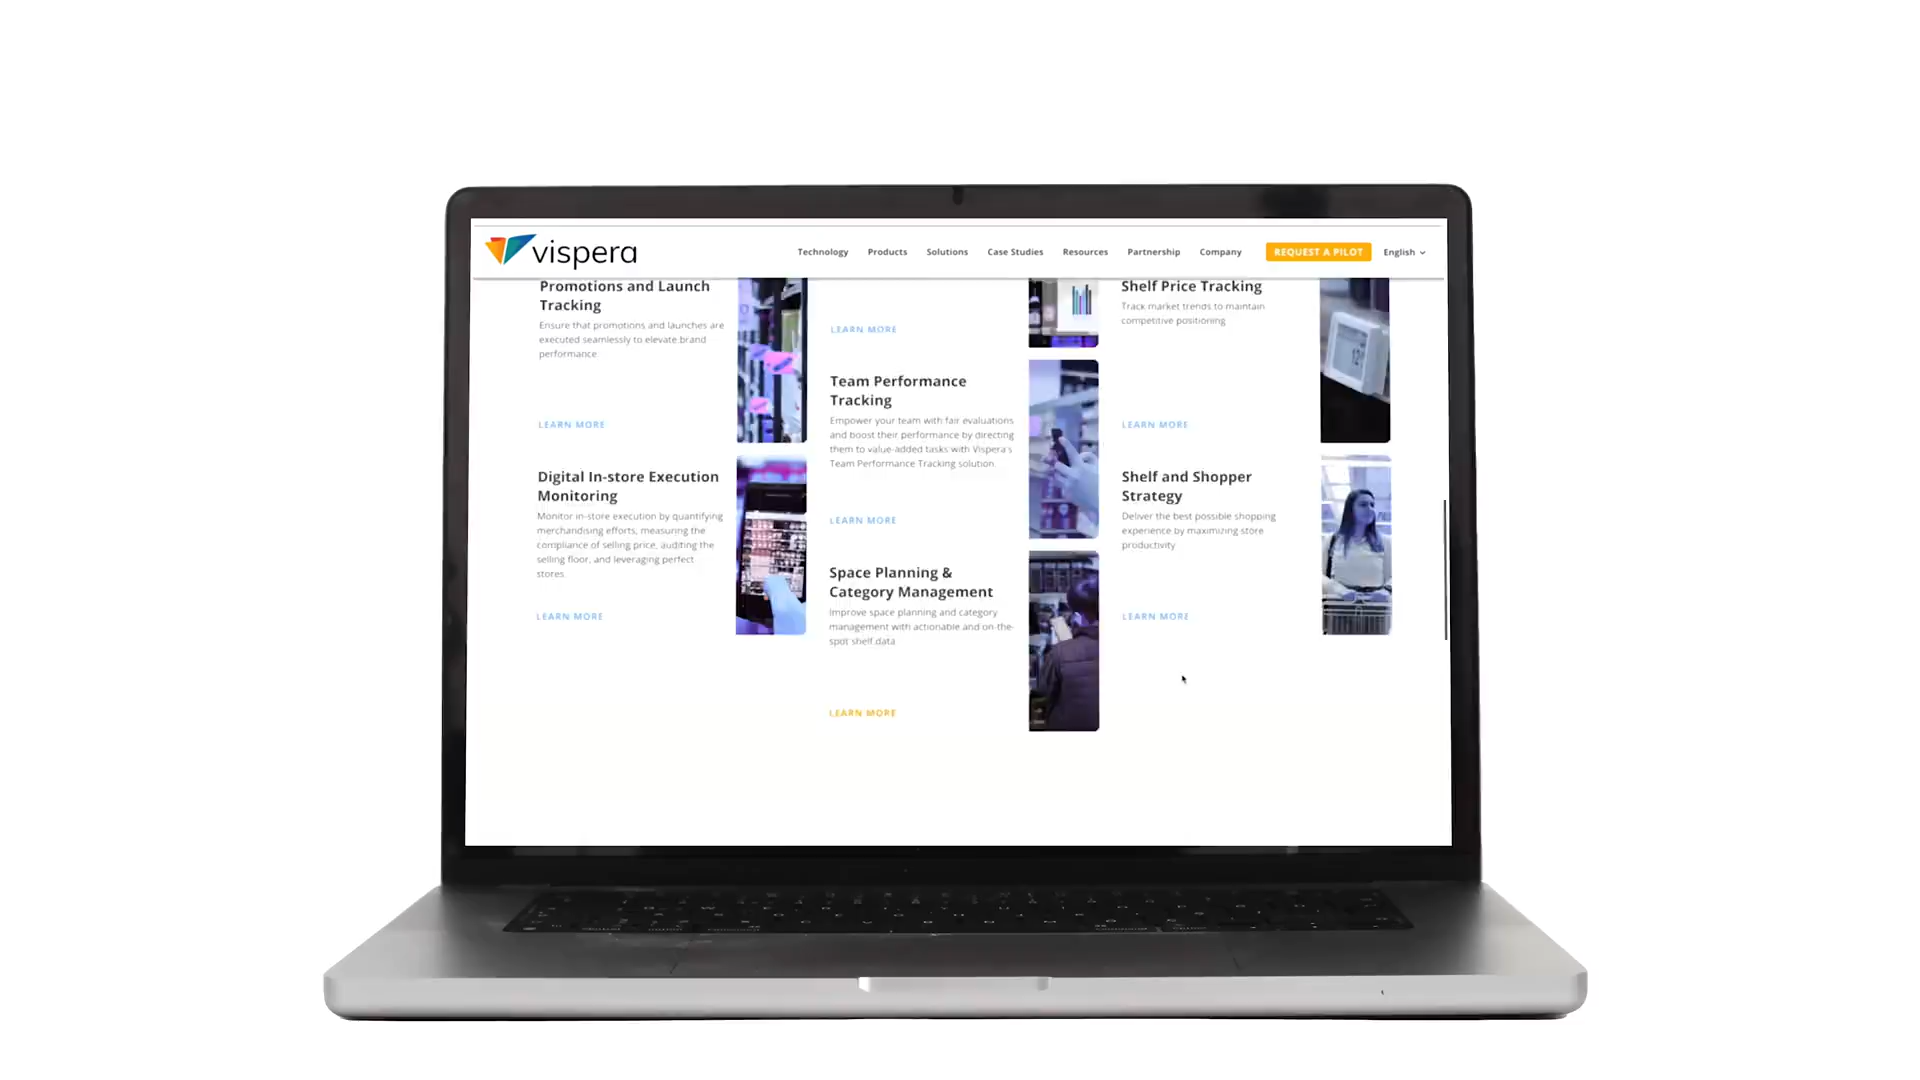 vispera
Technology
Products
Solutions
Case Studies
Resources
Partnership
Company
REQUEST A PILOT
English
Promotions and Launch
Tracking
Ensure that promotions and launches are
executed seamlessly to elevate brand
performance
LEARN MORE
Digital In-store Execution
Monitoring
Monitor in-store execution by quantifying
merchandising efforts, measuring the
compliance of selling price, auditing the
selling floor, and leveraging perfect
stores
LEARN MORE
LEARN MORE
Team Performance
Tracking
Empower your team with fair evaluations
and boost their performance by directing
them to value-added tasks with Vispera's
Team Performance Tracking solution.
LEARN MORE
Space Planning &
Category Management
Improve space planning and category
management with actionable and on-the-
spot shelf data
LEARN MORE
Shelf Price Tracking
Track market trends to maintain
competitive positioning
LEARN MORE
Shelf and Shopper
Strategy
Deliver the best possible shopping
experience by maximizing store
productivity
LEARN MORE